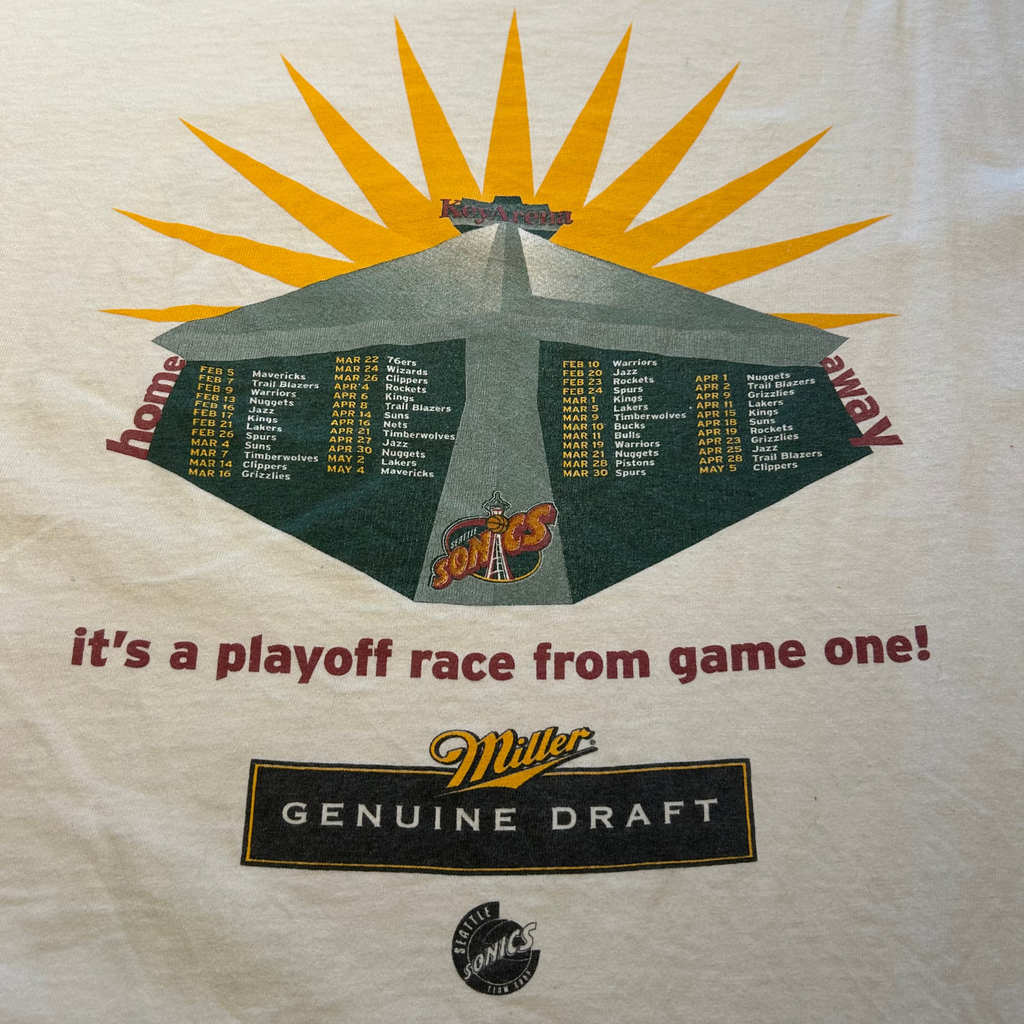 KeyArena
home
FEB 5 Mavericks
FEB 7 Trail Blazers
FEB 9 Warriors
FEB 13 Nuggets
FEB 16 Jazz
FEB 17 Kings
FEB 21 Lakers
FEB 26 Spurs
MAR 4 Suns
MAR 7 Timberwolves
MAR 14 Clippers
MAR 16 Grizzlies
MAR 22 76ers
MAR 24 Wizards
MAR 26 Clippers
APR 4 Rockets
APR 6 Kings
APR 8 Trail Blazers
APR 14 Suns
APR 16 Nets
APR 21 Timberwolves
APR 27 Jazz
APR 30 Nuggets
MAY 2 Lakers
MAY 4 Mavericks
away
FEB 10 Warriors
FEB 20 Jazz
FEB 23 Rockets
FEB 24 Spurs
MAR 1 Kings
MAR 5 Lakers
MAR 9 Timberwolves
MAR 10 Bucks
MAR 11 Bulls
MAR 19 Warriors
MAR 21 Nuggets
MAR 28 Pistons
MAR 30 Spurs
APR 1 Nuggets
APR 2 Trail Blazers
APR 9 Grizzlies
APR 11 Lakers
APR 15 Kings
APR 18 Suns
APR 19 Rockets
APR 23 Grizzlies
APR 25 Jazz
APR 28 Trail Blazers
MAY 5 Clippers
SEATTLE
SONICS
it's a playoff race from game one!
Miller®
GENUINE DRAFT
SEATTLE
SONICS